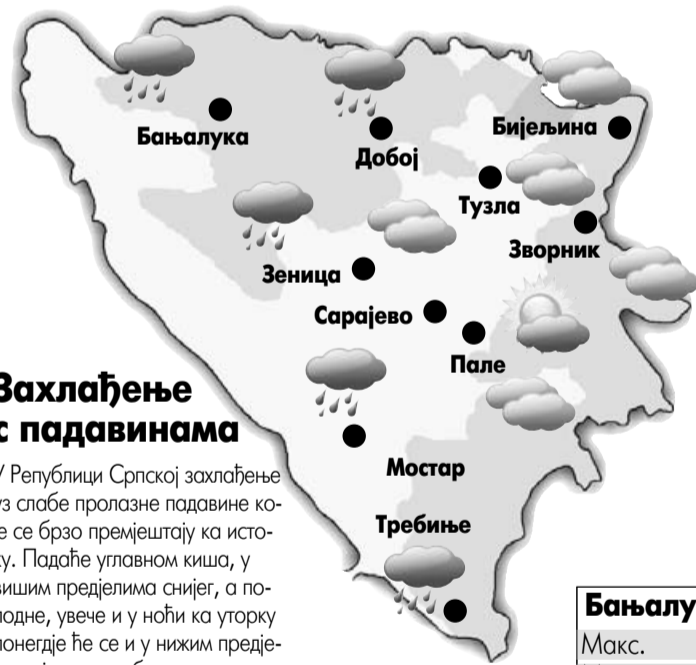 Бањалука
Добој
Бијељина
Тузла
Зворник
Зеница
Сарајево
Пале
Мостар
Требиње
Захлађење
с падавинама
У Републици Српској захлађење
уз слабе пролазне падавине ко-
је се брзо премјештају ка исто-
ку. Падаће углавном киша, у
вишим предјелима снијег, а по-
подне, увече и у ноћи ка уторку
понегдје ће се и у нижим предје-
Бањалу
Макс.